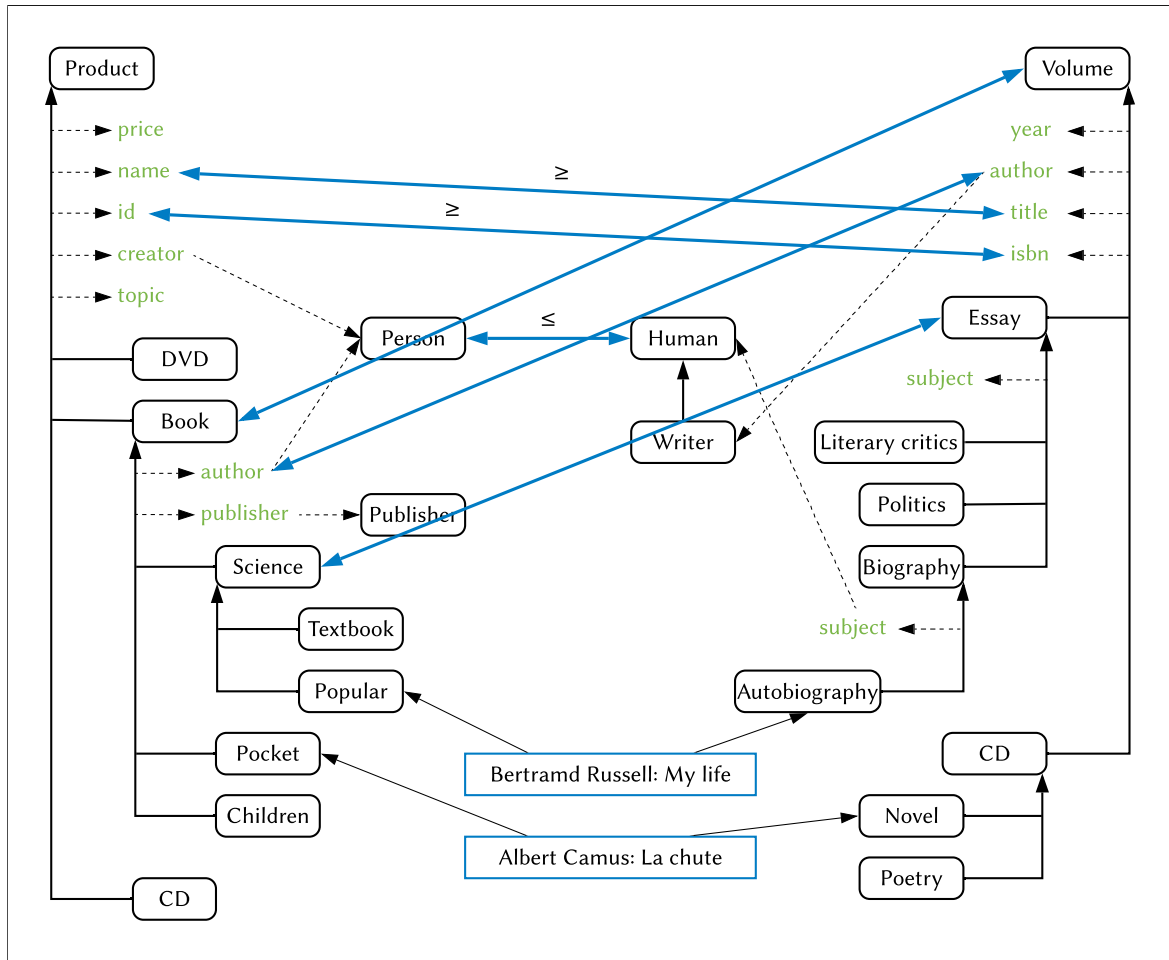 Product
Volume
price
year
name
≥
author
id
≥
title
creator
isbn
topic
Person
≤
Human
Essay
DVD
subject
Book
Writer
Literary critics
author
publisher
Publisher
Politics
Science
Biography
Textbook
subject
Popular
Autobiography
Pocket
Bertramd Russell: My life
CD
Children
Novel
Albert Camus: La chute
CD
Poetry